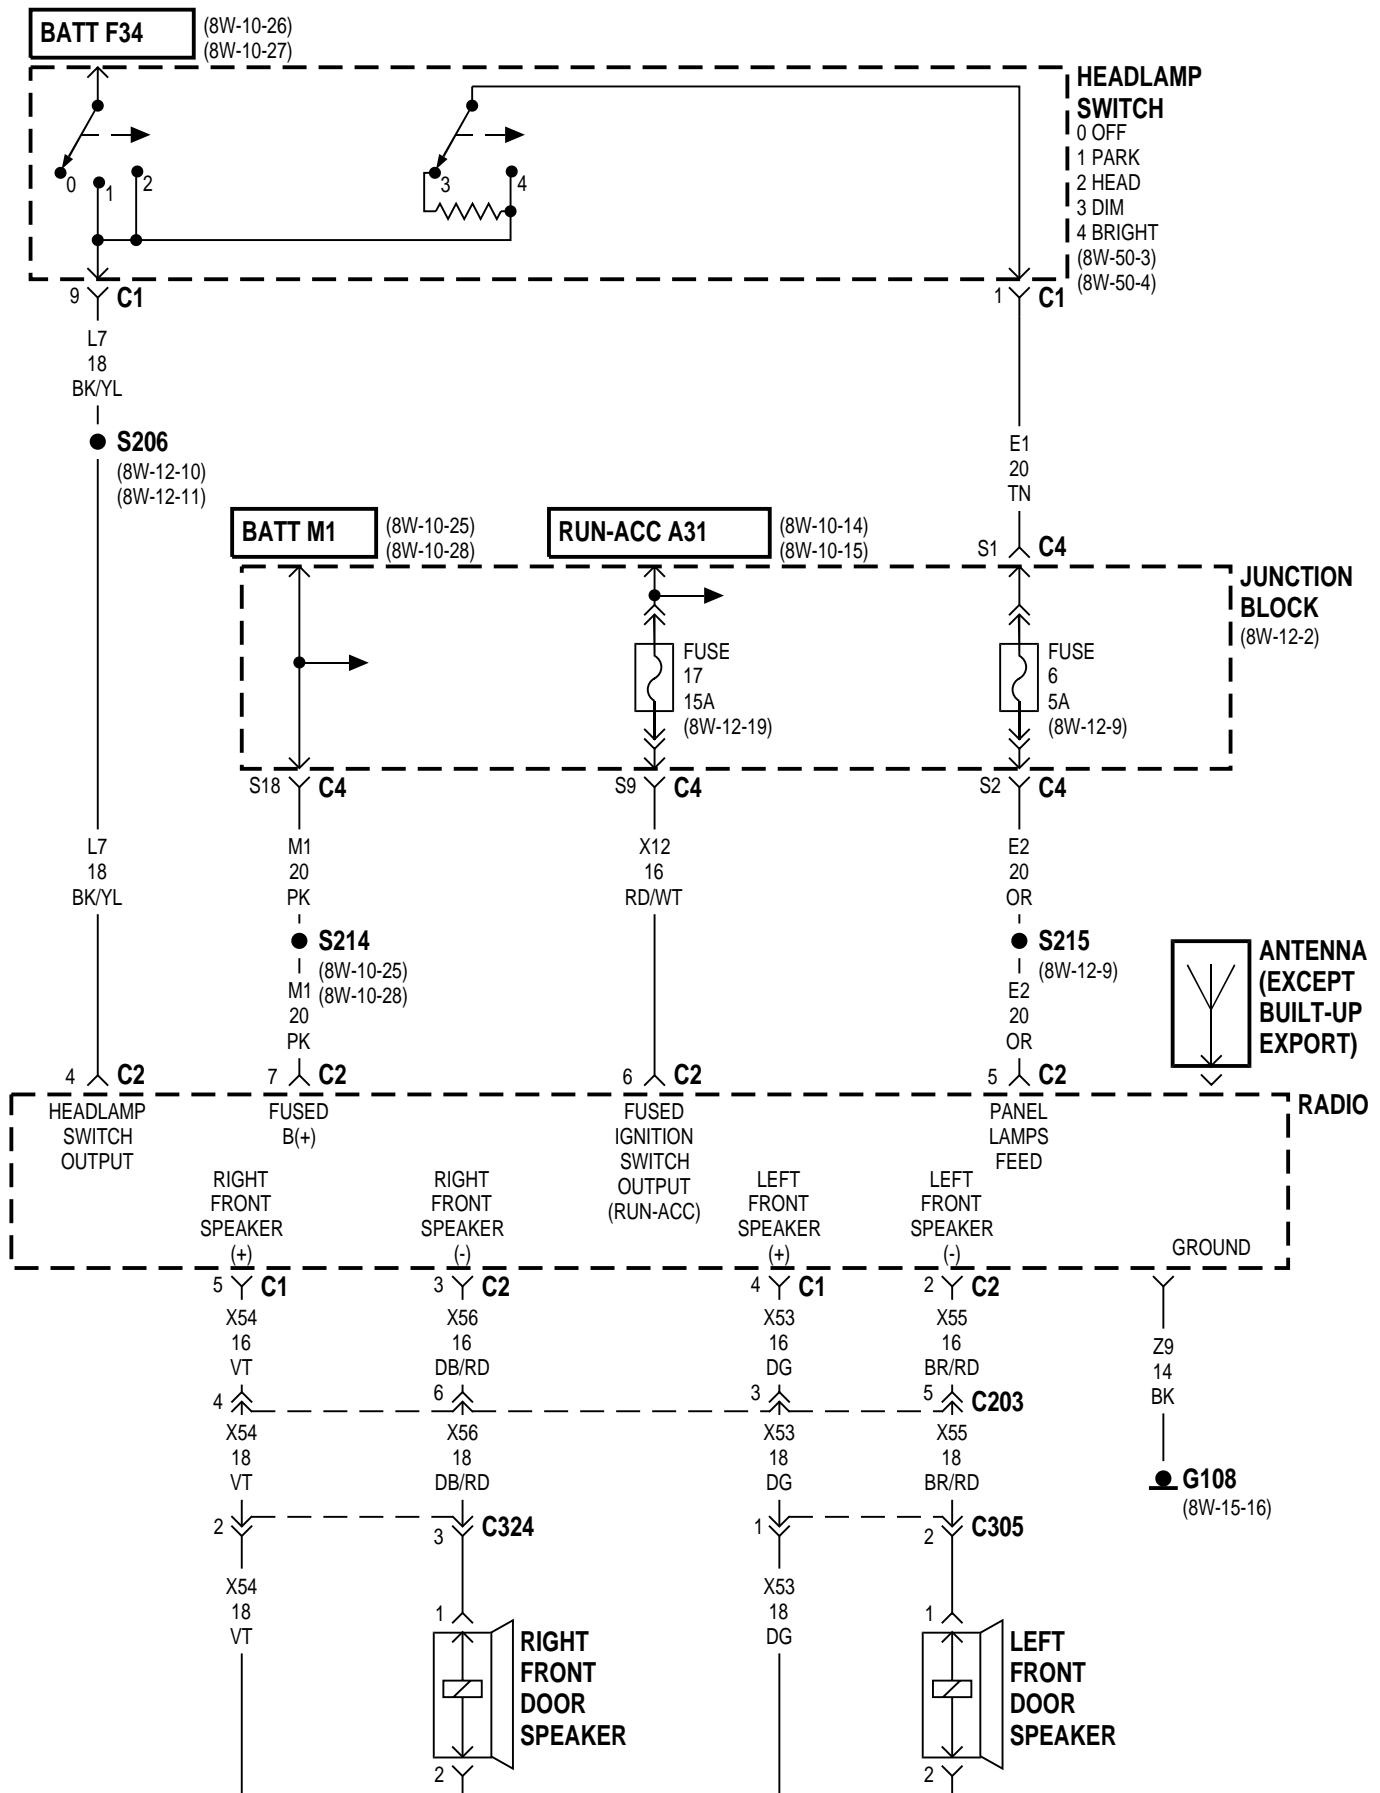 BATT F34
(8W-10-26)
(8W-10-27)
HEADLAMP
SWITCH
0 OFF
1 PARK
2 HEAD
3 DIM
4 BRIGHT
(8W-50-3)
(8W-50-4)
0
1
2
3
4
9 C1
1 C1
L7
18
BK/YL
S206
(8W-12-10)
(8W-12-11)
E1
20
TN
BATT M1
(8W-10-25)
(8W-10-28)
RUN-ACC A31
(8W-10-14)
(8W-10-15)
S1 C4
JUNCTION
BLOCK
(8W-12-2)
FUSE
17
15A
(8W-12-19)
FUSE
6
5A
(8W-12-9)
S18 C4
S9 C4
S2 C4
L7
18
BK/YL
M1
20
PK
X12
16
RD/WT
E2
20
OR
S214
(8W-10-25)
(8W-10-28)
M1
20
PK
S215
(8W-12-9)
E2
20
OR
ANTENNA
(EXCEPT
BUILT-UP
EXPORT)
4 C2
7 C2
6 C2
5 C2
RADIO
HEADLAMP
SWITCH
OUTPUT
FUSED
B(+)
FUSED
IGNITION
SWITCH
OUTPUT
(RUN-ACC)
PANEL
LAMPS
FEED
RIGHT
FRONT
SPEAKER
(+)
RIGHT
FRONT
SPEAKER
(-)
LEFT
FRONT
SPEAKER
(+)
LEFT
FRONT
SPEAKER
(-)
GROUND
5 C1
3 C2
4 C1
2 C2
X54
16
VT
X56
16
DB/RD
X53
16
DG
X55
16
BR/RD
Z9
14
BK
4
6
3
5 C203
X54
18
VT
X56
18
DB/RD
X53
18
DG
X55
18
BR/RD
G108
(8W-15-16)
2
3 C324
1
2 C305
X54
18
VT
X53
18
DG
1
RIGHT
FRONT
DOOR
SPEAKER
2
1
LEFT
FRONT
DOOR
SPEAKER
2